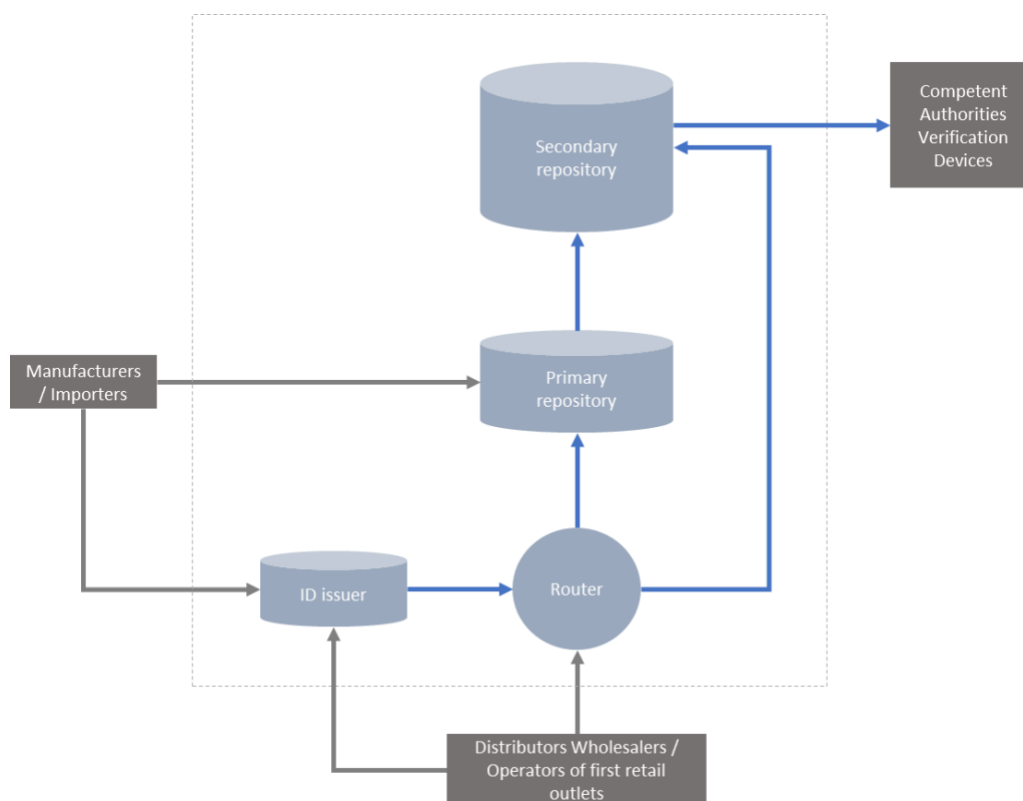 Secondary
repository
Competent
Authorities
Verification
Devices
Manufacturers
/ Importers
Primary
repository
ID issuer
Router
Distributors Wholesalers /
Operators of first retail
outlets